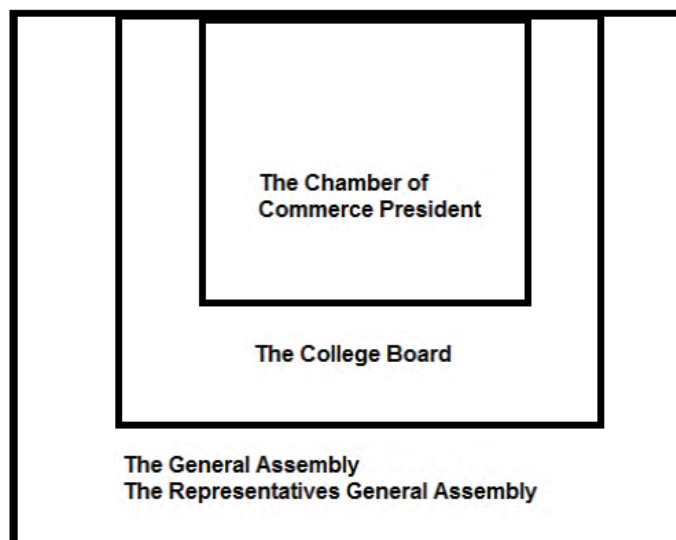 The Chamber of
Commerce President
The College Board
The General Assembly
The Representatives General Assembly